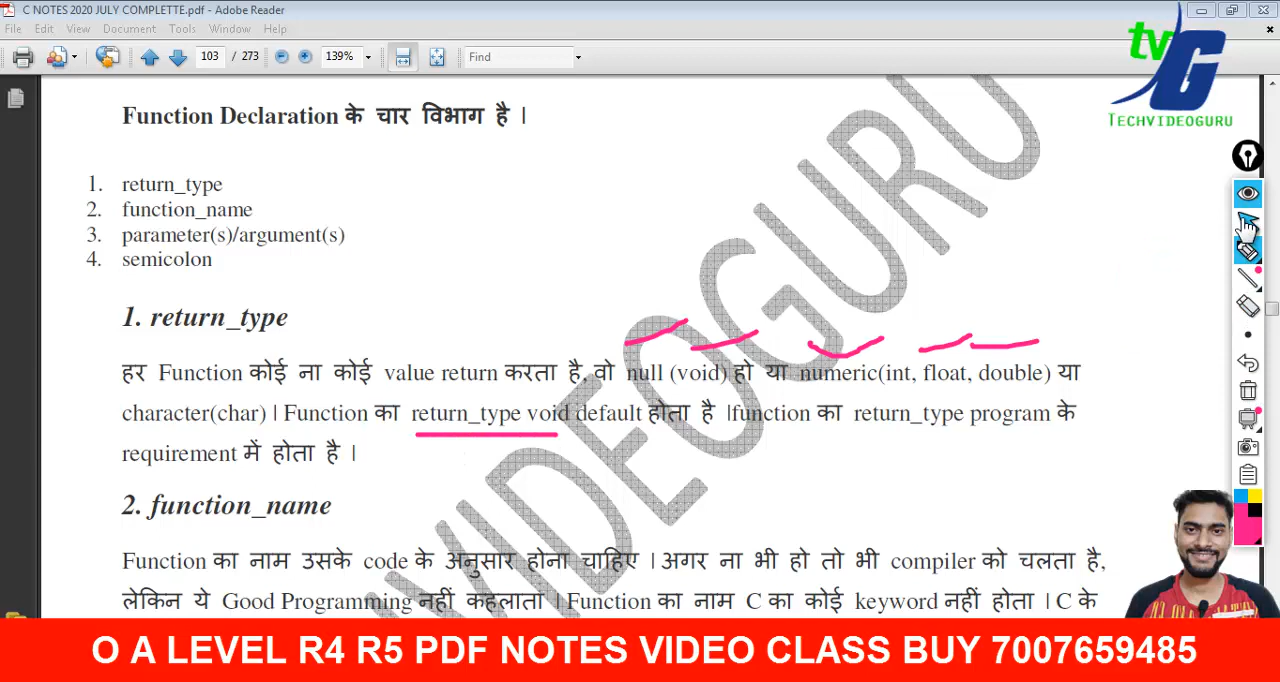 C NOTES 2020 JULY COMPLETTE.pdf - Adobe Reader
File Edit View Document Tools Window Help
103 / 273 139% Find
tvG
TECHVIDEOGURU
Function Declaration के चार विभाग है |
1. return_type
2. function_name
3. parameter(s)/argument(s)
4. semicolon
1. return_type
हर Function कोई ना कोई value return करता है, वो null (void) हो या numeric(int, float, double) या
character(char) | Function का return_type void default होता है |function का return_type program के
requirement में होता है |
2. function_name
Function का नाम उसके code के अनुसार होना चाहिए | अगर ना भी हो तो भी compiler को चलता है,
लेकिन ये Good Programming नहीं कहलाता | Function का नाम C का कोई keyword नहीं होता | C के
VIDEOGURU
O A LEVEL R4 R5 PDF NOTES VIDEO CLASS BUY 7007659485